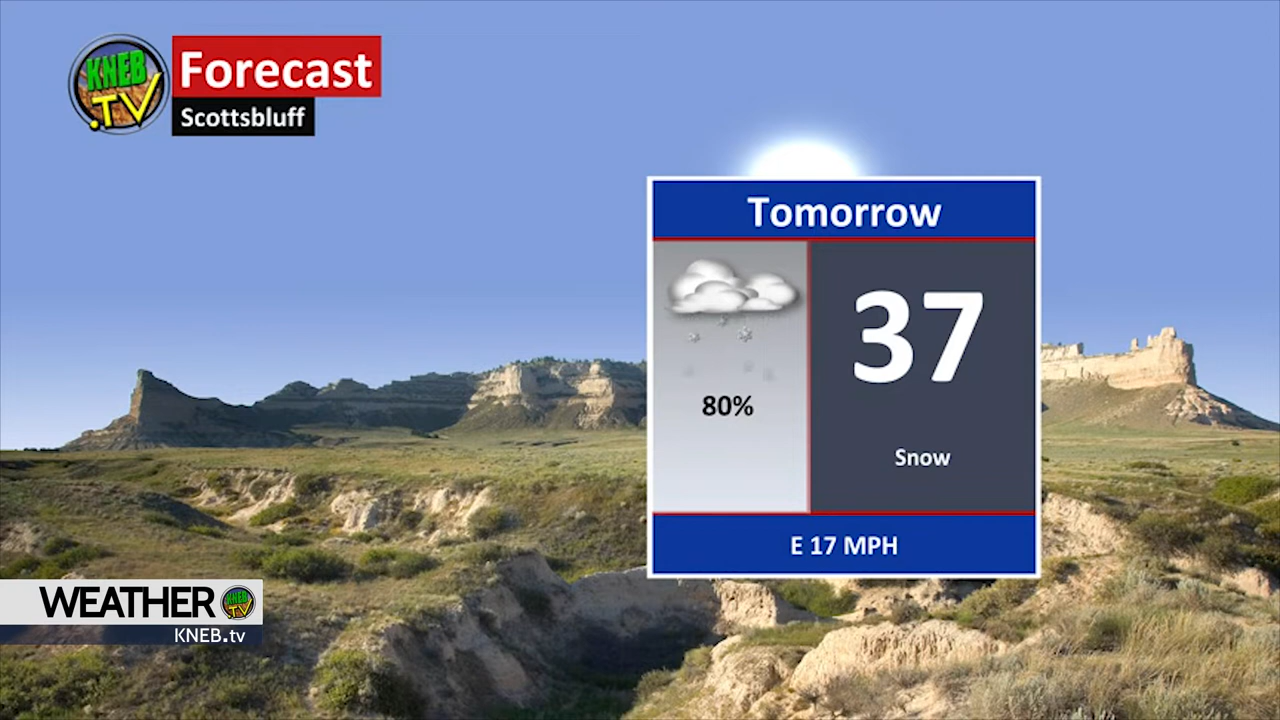 KNEB
.TV
Forecast
Scottsbluff
Tomorrow
80%
37
Snow
E 17 MPH
WEATHER
KNEB
.TV
KNEB.tv